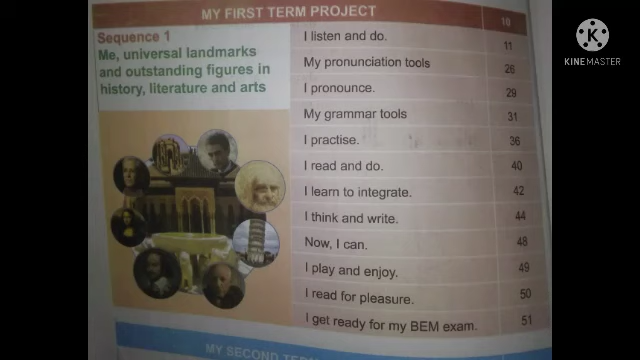 MY FIRST TERM PROJECT 10
Sequence 1
Me, universal landmarks
and outstanding figures in
history, literature and arts
I listen and do. 11
My pronunciation tools 26
I pronounce. 29
My grammar tools 31
I practise. 36
I read and do. 40
I learn to integrate. 42
I think and write. 44
Now, I can. 48
I play and enjoy. 49
I read for pleasure. 50
I get ready for my BEM exam. 51
MY SECOND TERM
KINEMASTER